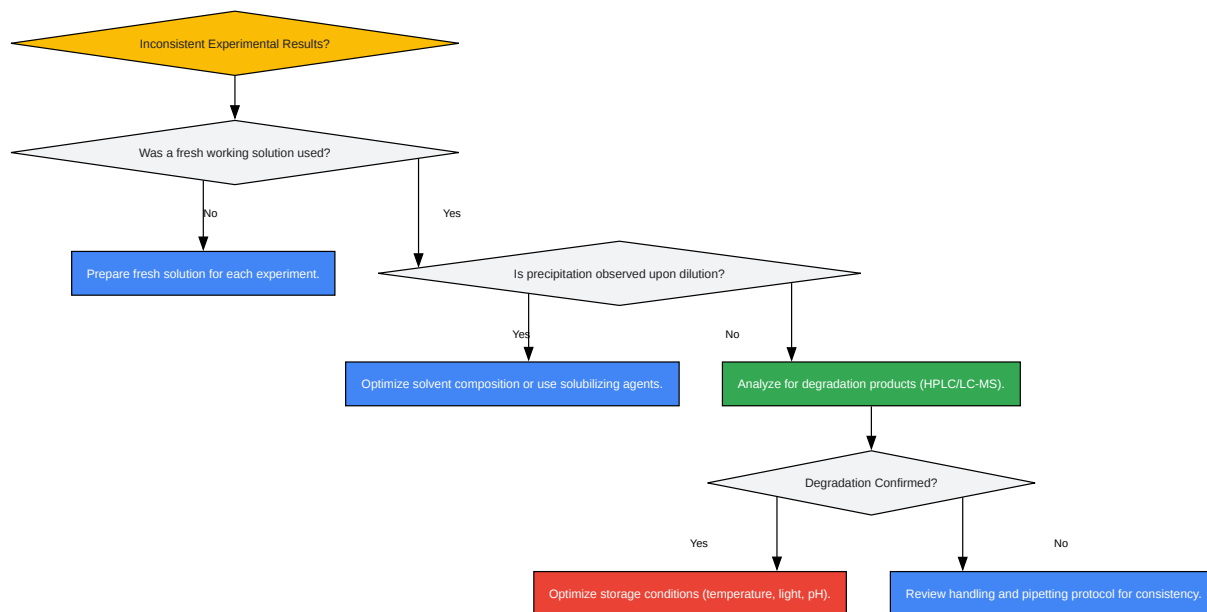 Inconsistent Experimental Results?
Was a fresh working solution used?
No
Yes
Prepare fresh solution for each experiment.
Is precipitation observed upon dilution?
Yes
No
Optimize solvent composition or use solubilizing agents.
Analyze for degradation products (HPLC/LC-MS).
Degradation Confirmed?
Yes
No
Optimize storage conditions (temperature, light, pH).
Review handling and pipetting protocol for consistency.